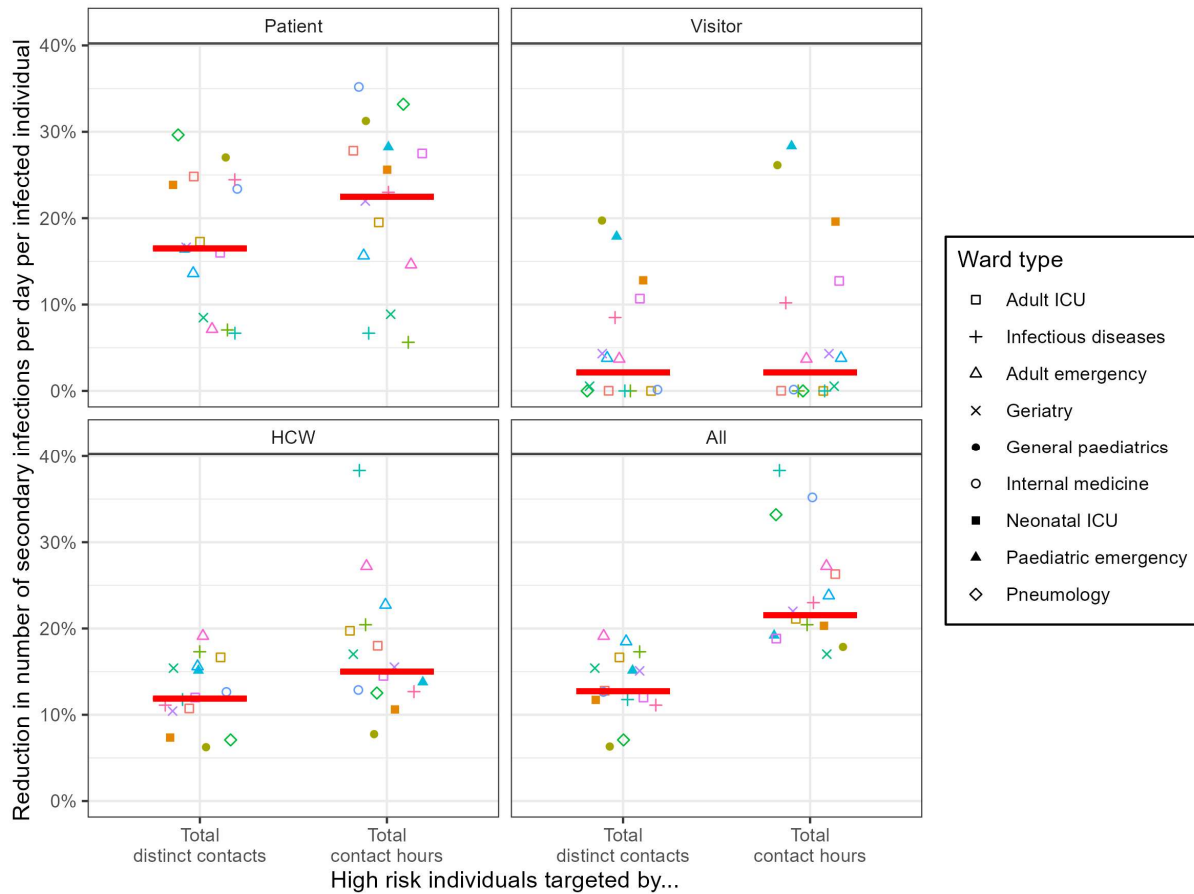 Reduction in number of secondary infections per day per infected individual
Patient
Visitor
40%
30%
20%
10%
0%
HCW
All
40%
30%
20%
10%
0%
Total
distinct contacts
Total
contact hours
Total
distinct contacts
Total
contact hours
High risk individuals targeted by...
Ward type
Adult ICU
Infectious diseases
Adult emergency
Geriatry
General paediatrics
Internal medicine
Neonatal ICU
Paediatric emergency
Pneumology